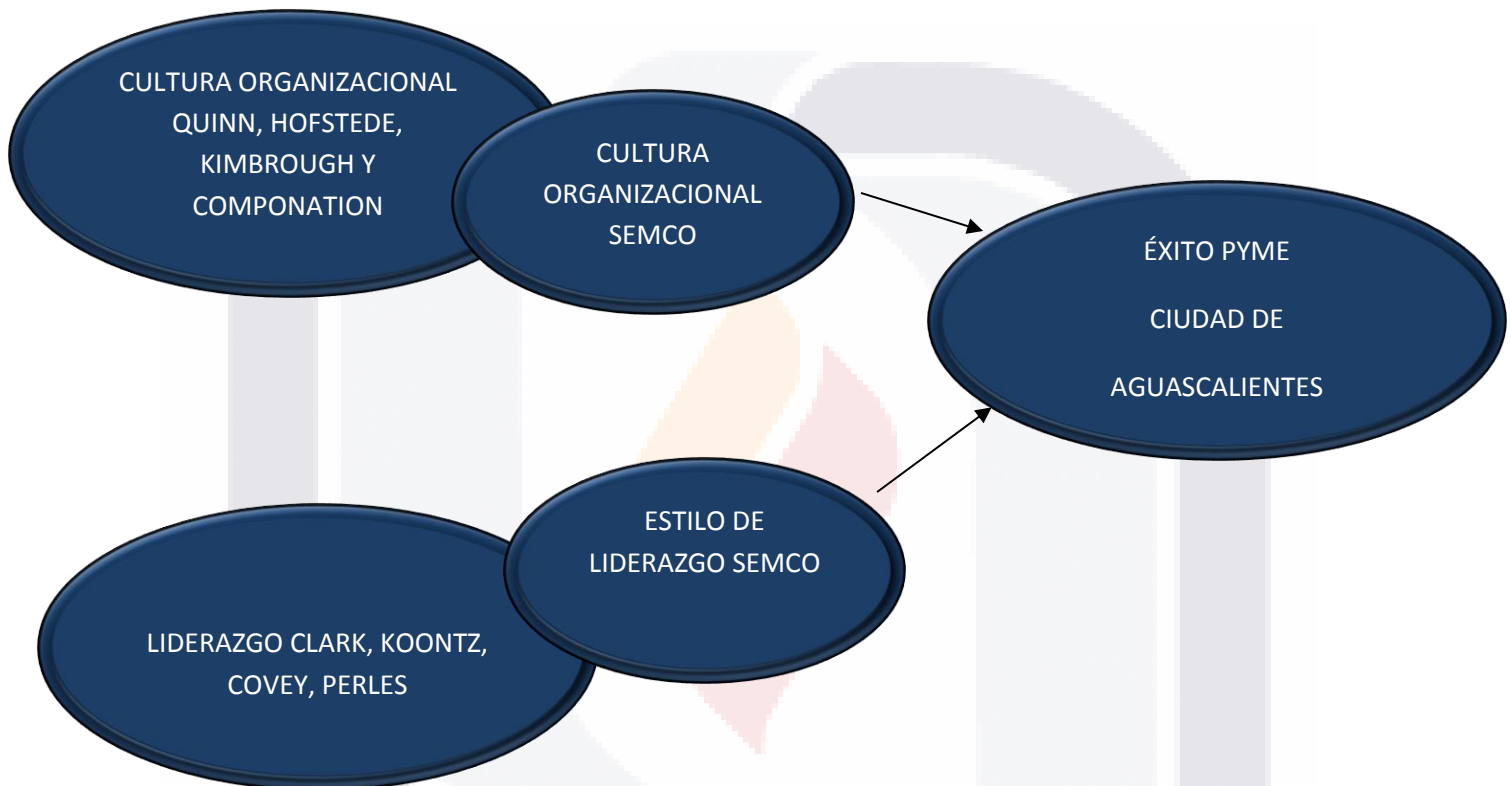 CULTURA ORGANIZACIONAL
QUINN, HOFSTEDE,
KIMBROUGH Y
COMPONATION
CULTURA
ORGANIZACIONAL
SEMCO
ÉXITO PYME
CIUDAD DE
AGUASCALIENTES
ESTILO DE
LIDERAZGO SEMCO
LIDERAZGO CLARK, KOONTZ,
COVEY, PERLES